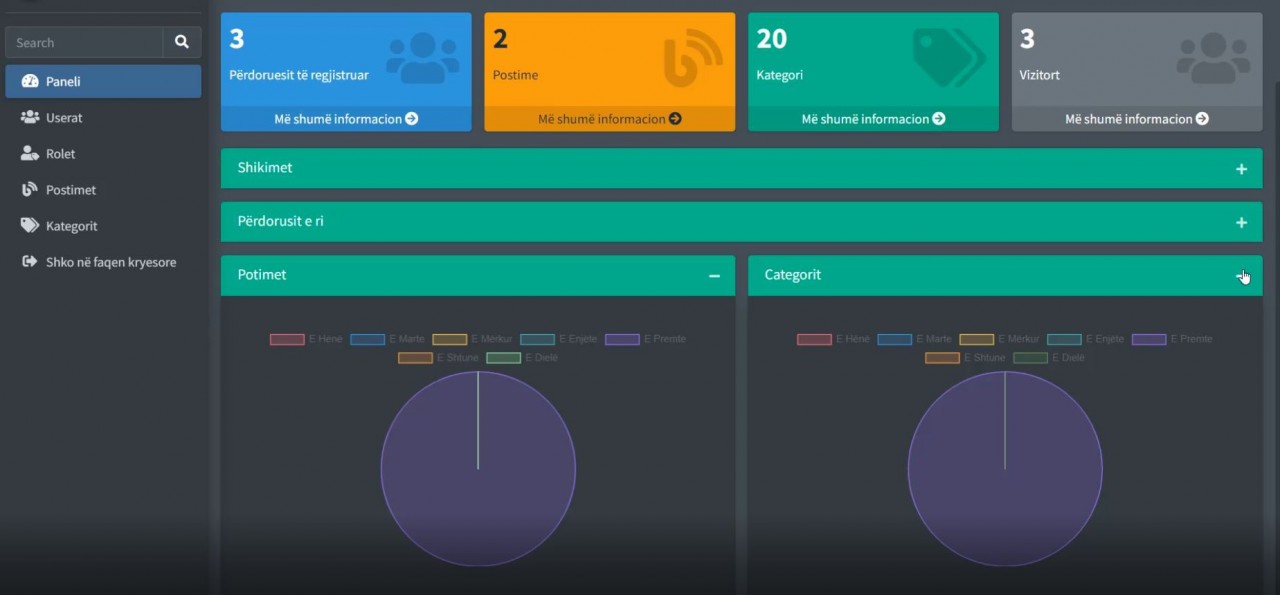 Search
Paneli
Userat
Rolet
Postimet
Kategorit
Shko në faqen kryesore
3
Përdoruesit të regjistruar
Më shumë informacion
2
Postime
Më shumë informacion
20
Kategori
Më shumë informacion
3
Vizitort
Më shumë informacion
Shikimet
Përdorusit e ri
Potimet
E Hëne E Marte E Mërkur E Enjëte E Premte
E Shtune E Dielë
Categorit
E Hëne E Marte E Mërkur E Enjëte E Premte
E Shtune E Dielë